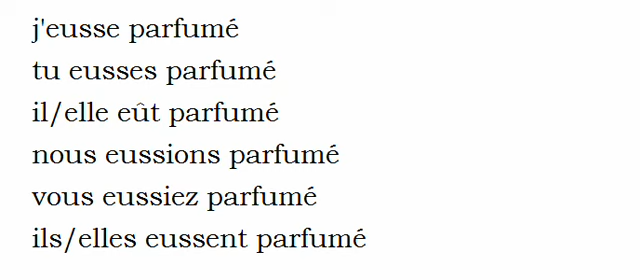 j'eusse parfumé
tu eusses parfumé
il/elle eût parfumé
nous eussions parfumé
vous eussiez parfumé
ils/elles eussent parfumé